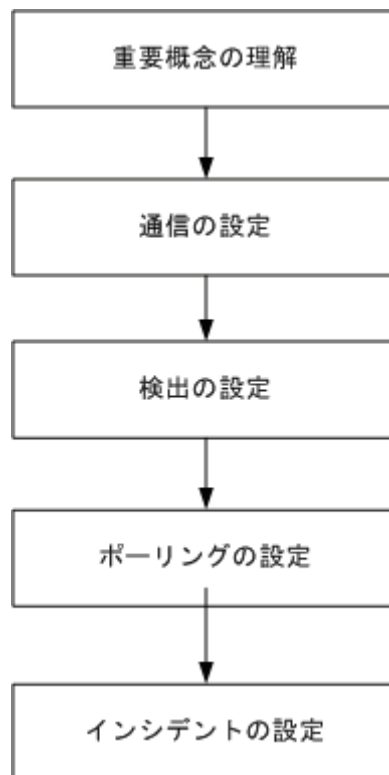 重要概念の理解
通信の設定
検出の設定
ポーリングの設定
インシデントの設定